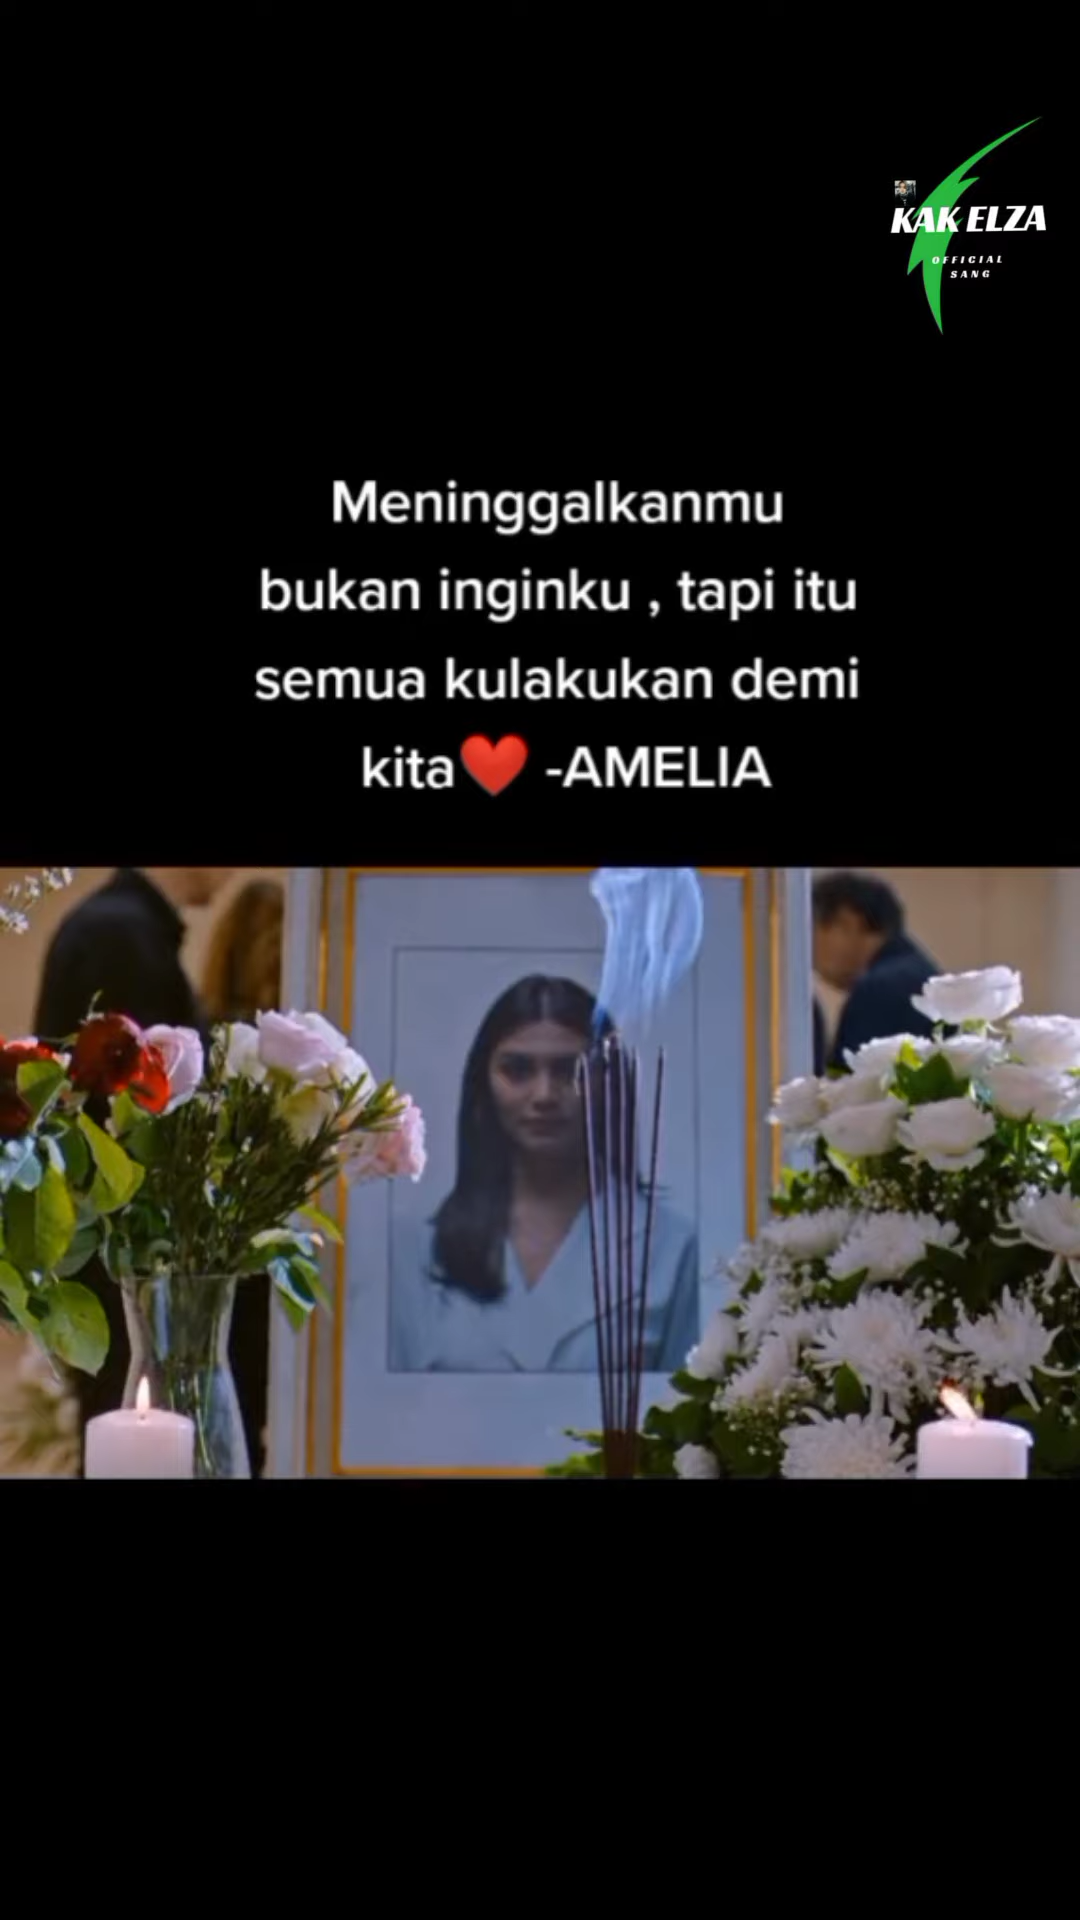 KAK ELZA
OFFICIAL
SANG
Meninggalkanmu
bukan inginku , tapi itu
semua kulakukan demi
kita❤️ -AMELIA